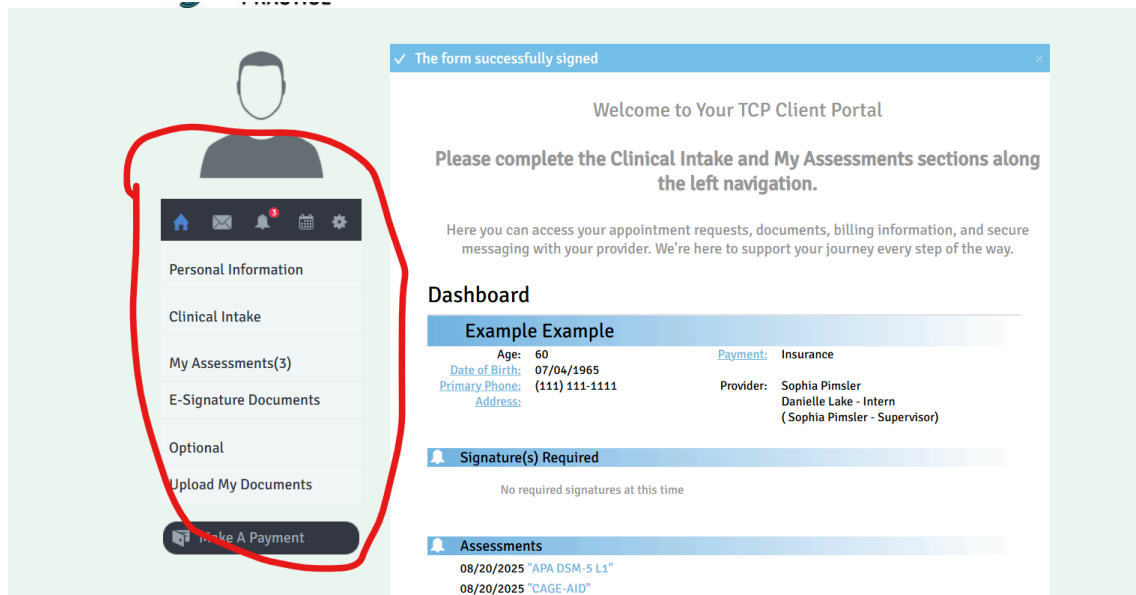 PRACTICE
3
Personal Information
Clinical Intake
My Assessments(3)
E-Signature Documents
Optional
Upload My Documents
Make A Payment
✓ The form successfully signed ×
Welcome to Your TCP Client Portal
Please complete the Clinical Intake and My Assessments sections along
the left navigation.
Here you can access your appointment requests, documents, billing information, and secure
messaging with your provider. We're here to support your journey every step of the way.
Dashboard
Example Example
Age: 60 Payment: Insurance
Date of Birth: 07/04/1965
Primary Phone: (111) 111-1111 Provider: Sophia Pimsler
Address: Danielle Lake - Intern
( Sophia Pimsler - Supervisor)
Signature(s) Required
No required signatures at this time
Assessments
08/20/2025 "APA DSM-5 L1"
08/20/2025 "CAGE-AID"